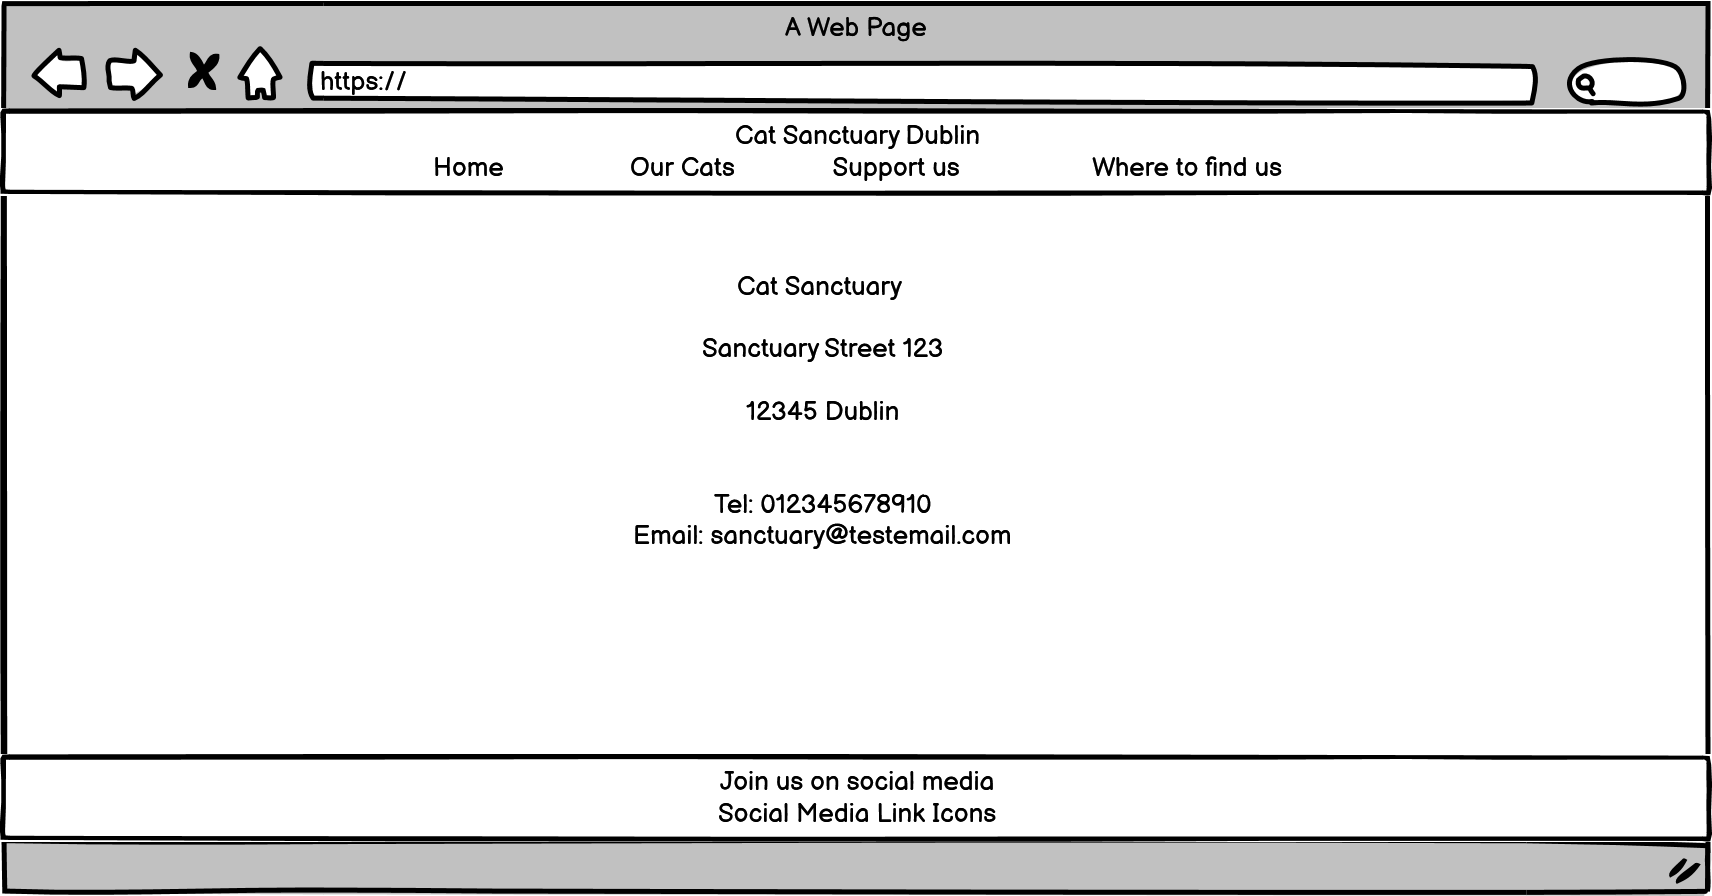 A Web Page
https://
Cat Sanctuary Dublin
Home Our Cats Support us Where to find us
Cat Sanctuary
Sanctuary Street 123
12345 Dublin
Tel: 012345678910
Email: sanctuary@testemail.com
Join us on social media
Social Media Link Icons